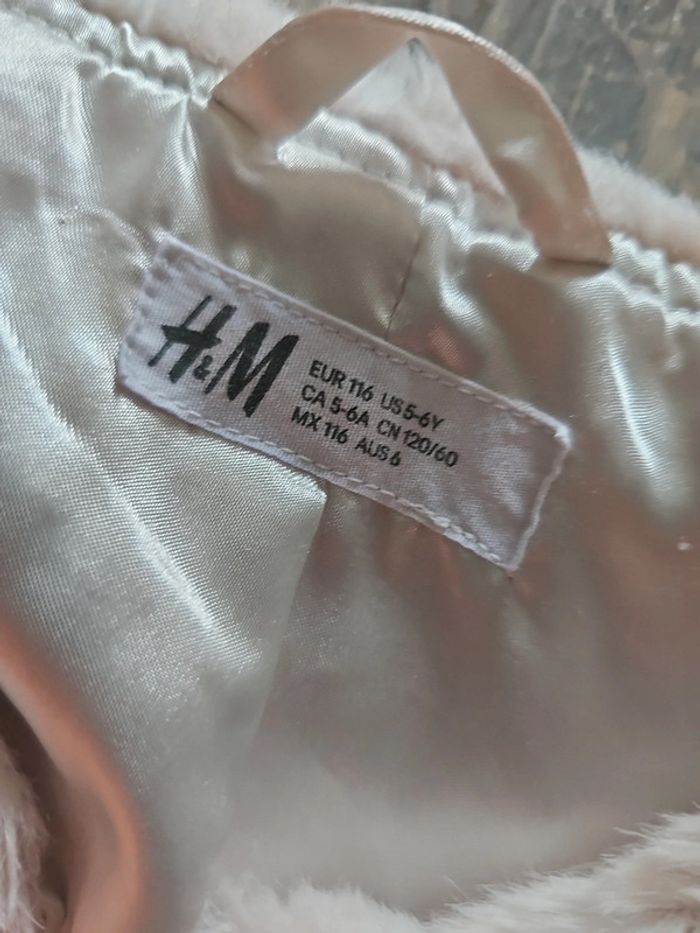 H&M
EUR 116 US 5-6Y
CA 5-6A CN 120/60
MX 116 AUS 6